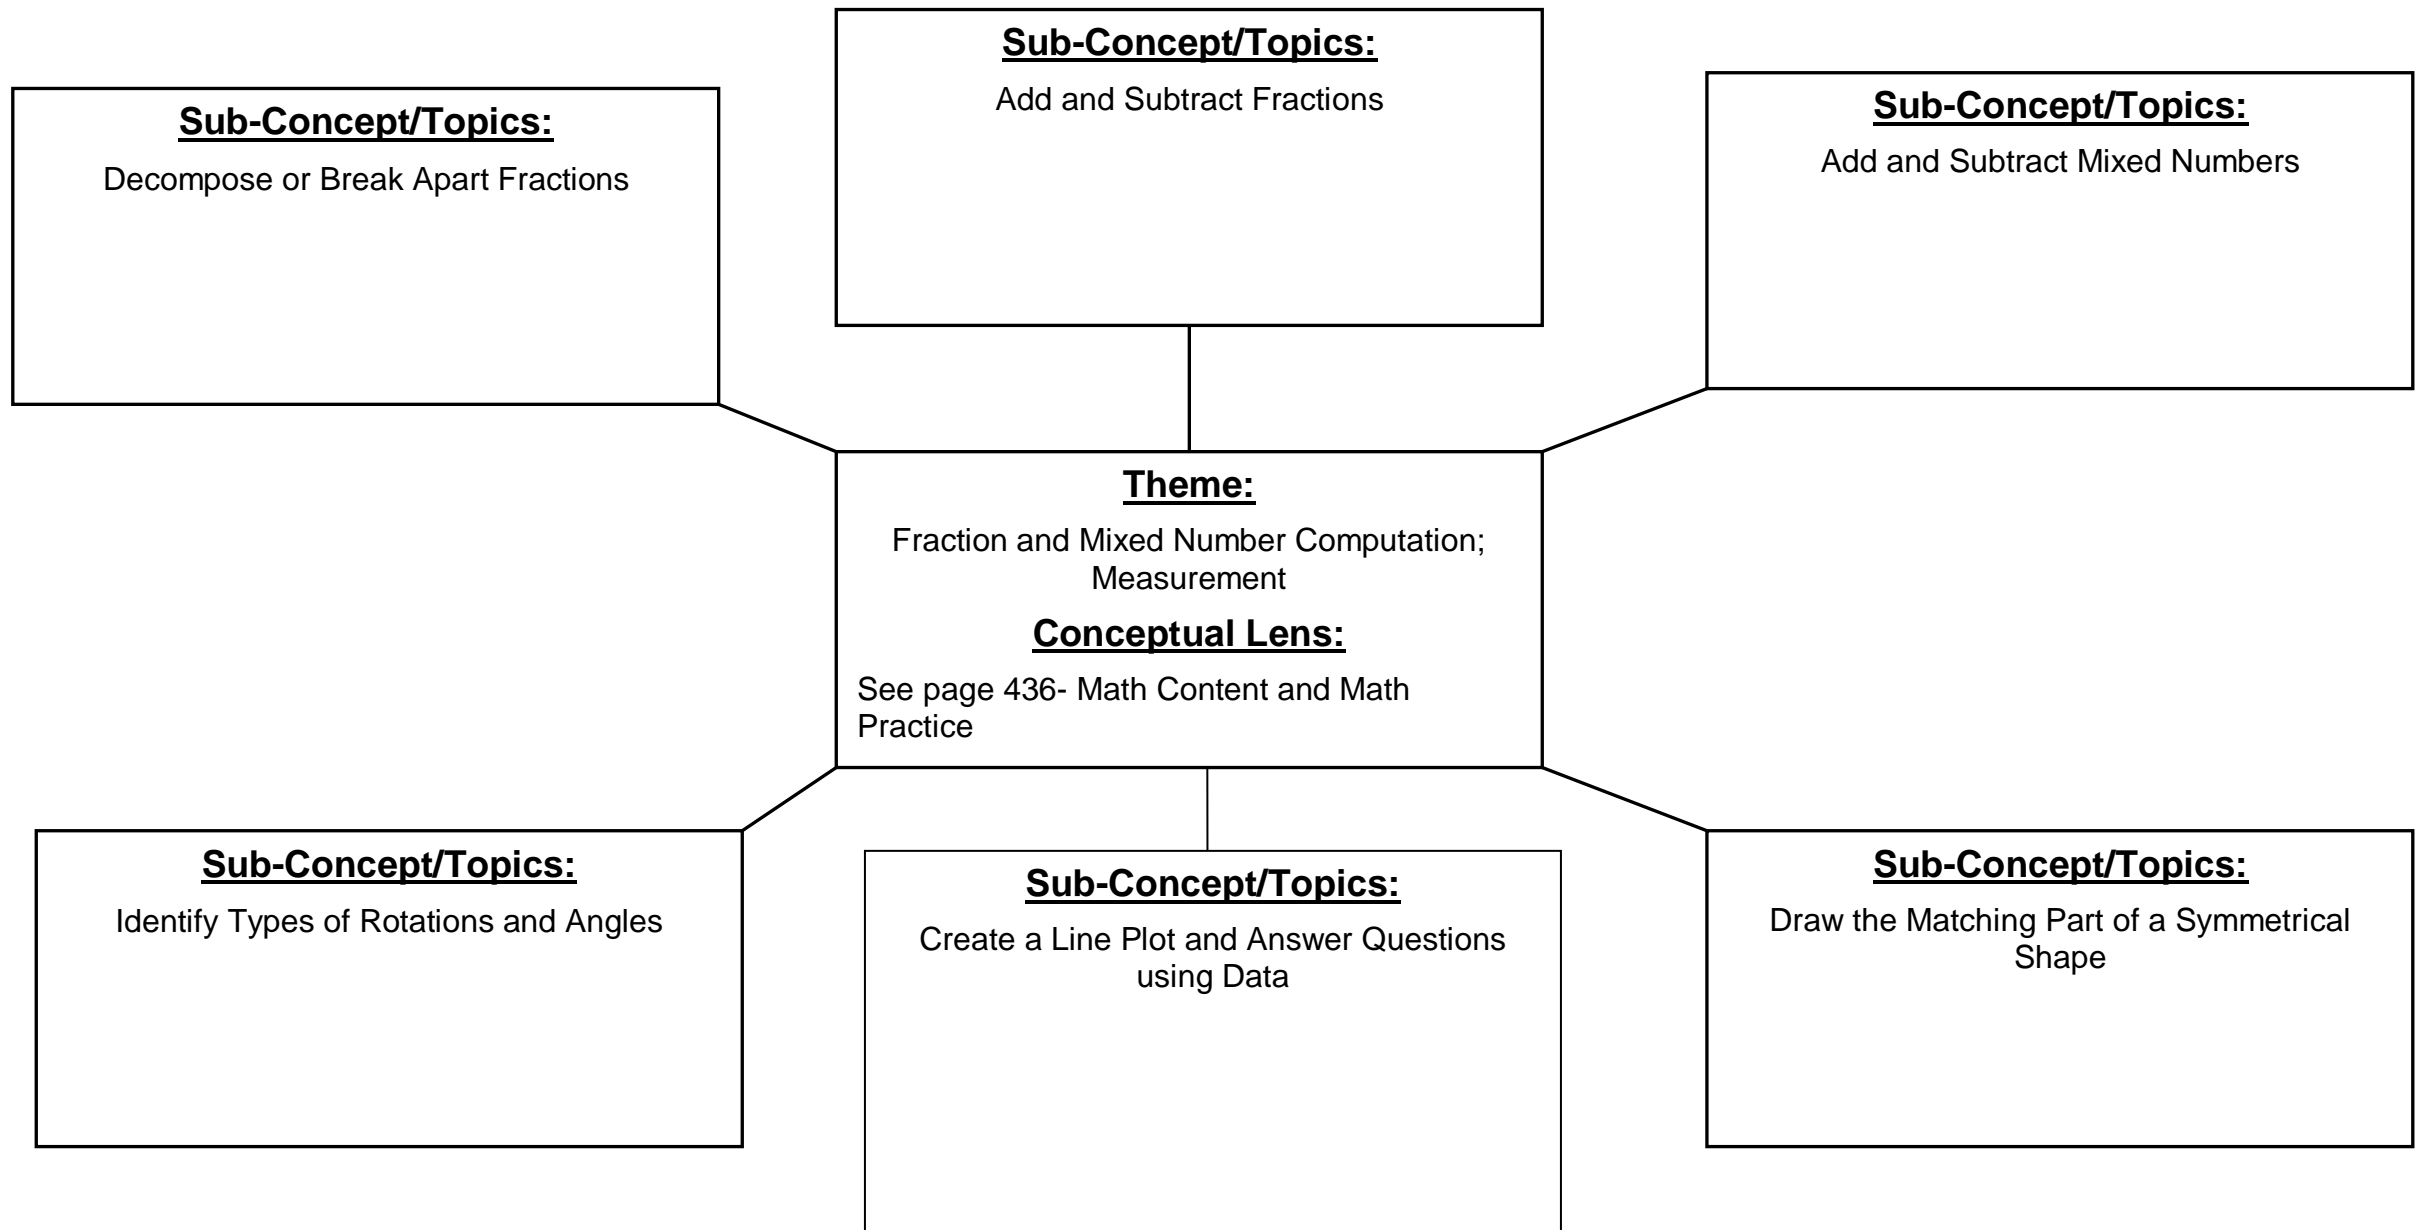 Sub-Concept/Topics:
Decompose or Break Apart Fractions
Sub-Concept/Topics:
Add and Subtract Fractions
Sub-Concept/Topics:
Add and Subtract Mixed Numbers
Theme:
Fraction and Mixed Number Computation;
Measurement
Conceptual Lens:
See page 436- Math Content and Math
Practice
Sub-Concept/Topics:
Identify Types of Rotations and Angles
Sub-Concept/Topics:
Create a Line Plot and Answer Questions
using Data
Sub-Concept/Topics:
Draw the Matching Part of a Symmetrical
Shape